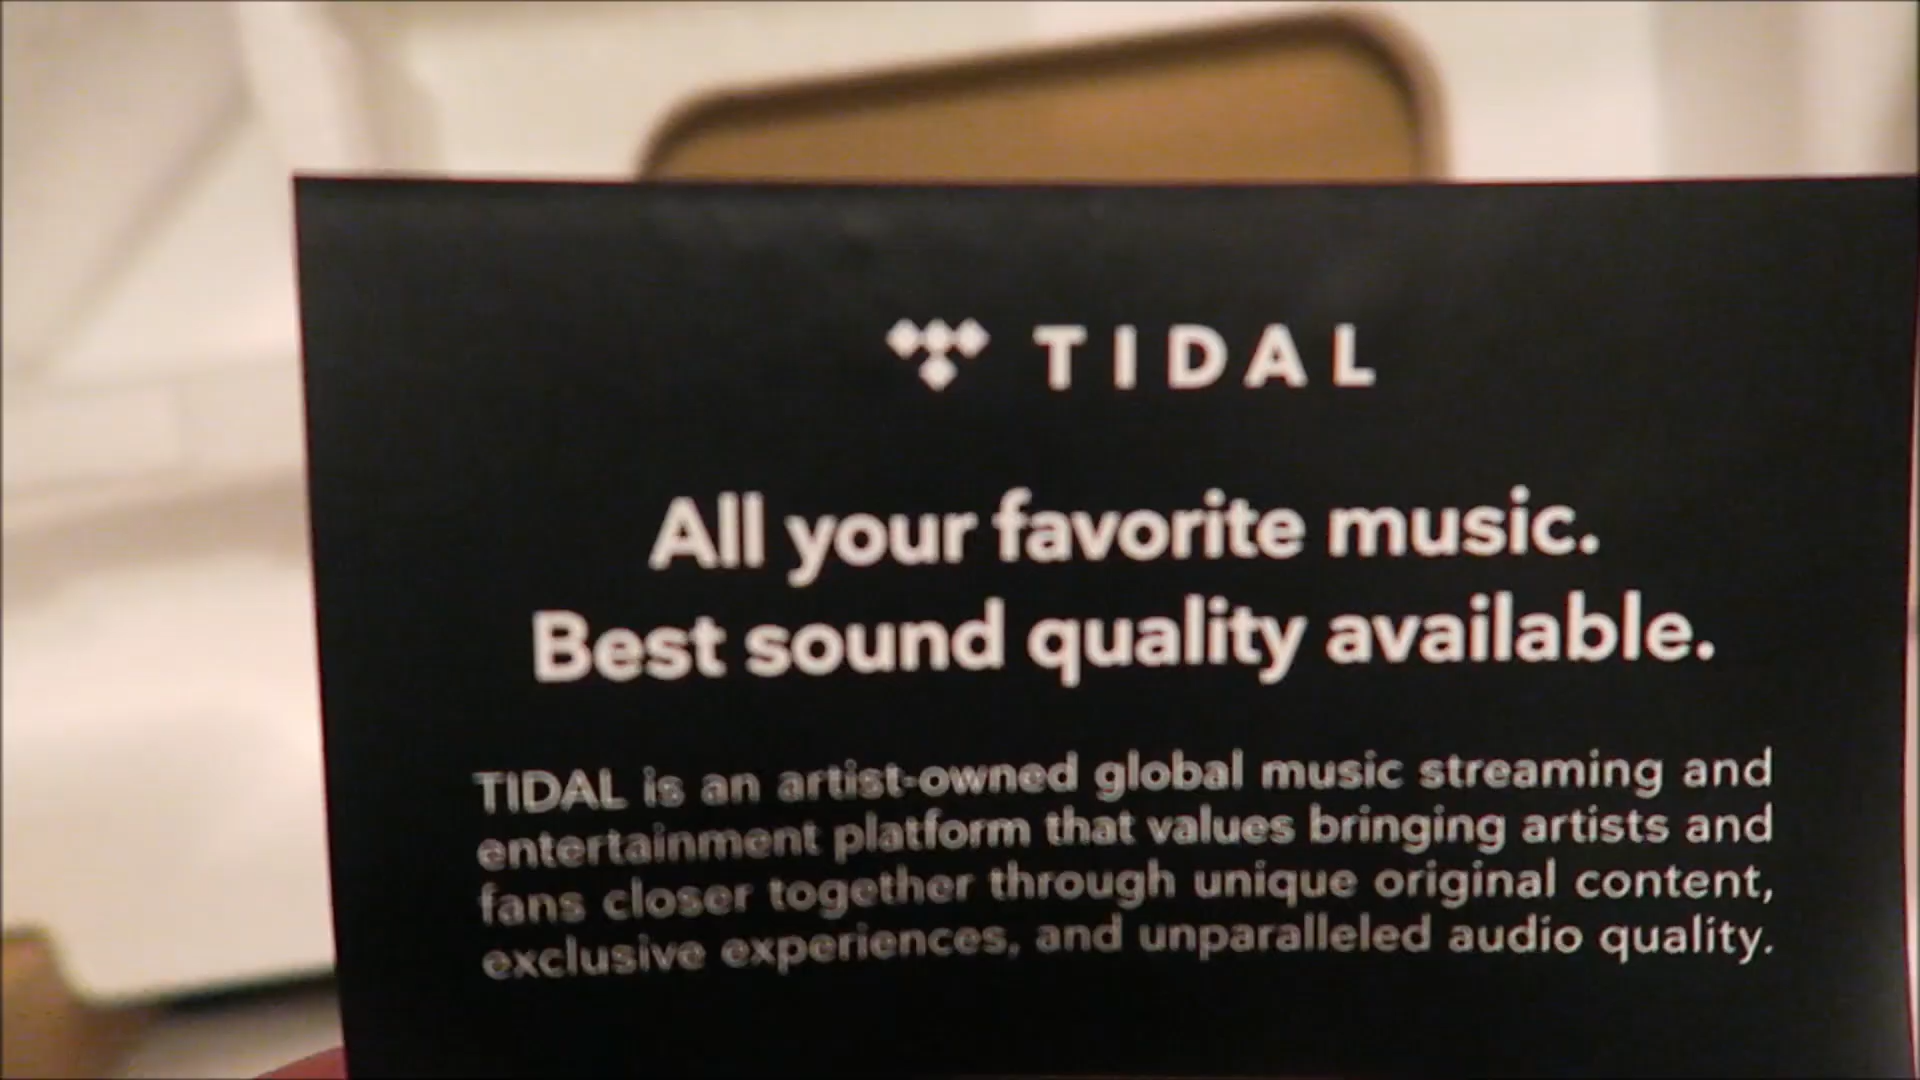 TIDAL
All your favorite music.
Best sound quality available.
TIDAL is an artist-owned global music streaming and
entertainment platform that values bringing artists and
fans closer together through unique original content,
exclusive experiences, and unparalleled audio quality.